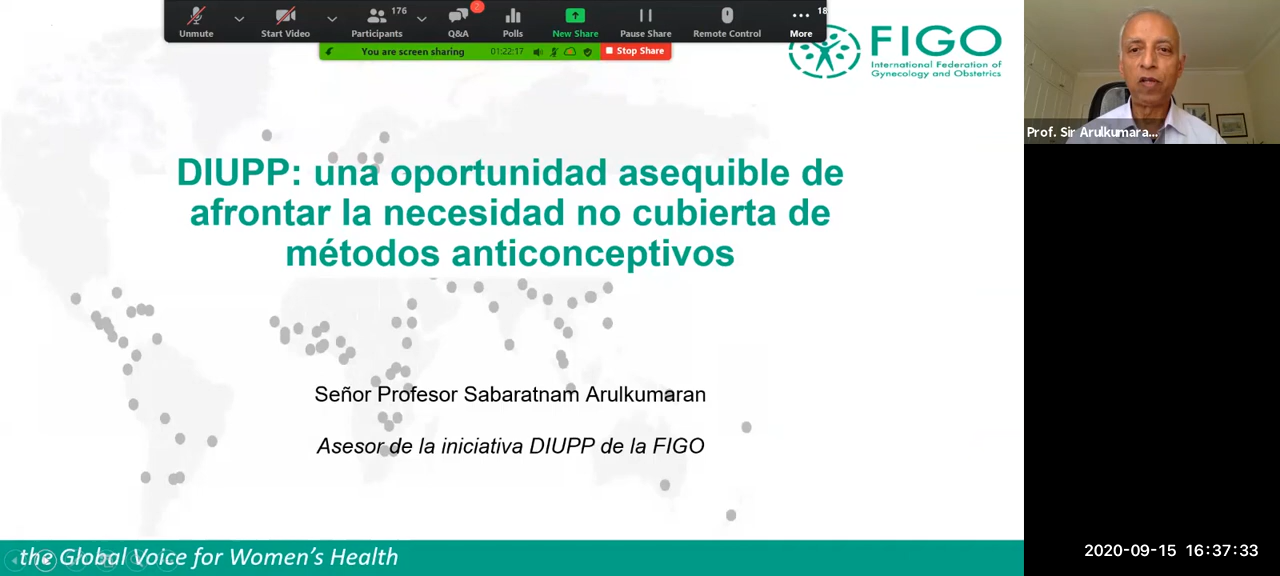 176
2
18
Unmute
Start Video
Participants
Q&A
Polls
New Share
Pause Share
Remote Control
More
You are screen sharing
01:22:17
Stop Share
FIGO
International Federation of
Gynecology and Obstetrics
Prof. Sir Arulkumara...
DIUPP: una oportunidad asequible de
afrontar la necesidad no cubierta de
métodos anticonceptivos
Señor Profesor Sabaratnam Arulkumaran
Asesor de la iniciativa DIUPP de la FIGO
the Global Voice for Women's Health
2020-09-15 16:37:33